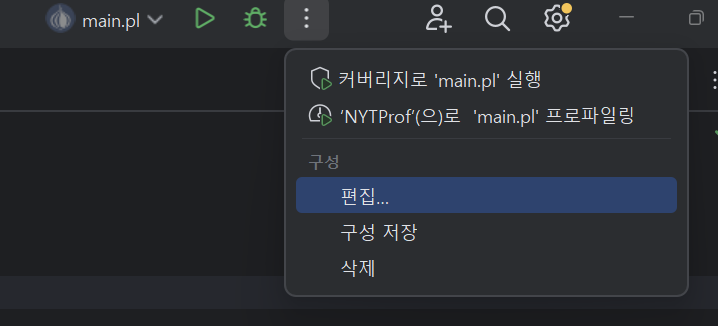 main.pl
커버리지로 'main.pl' 실행
‘NYTProf’(으)로 'main.pl' 프로파일링
구성
편집...
구성 저장
삭제